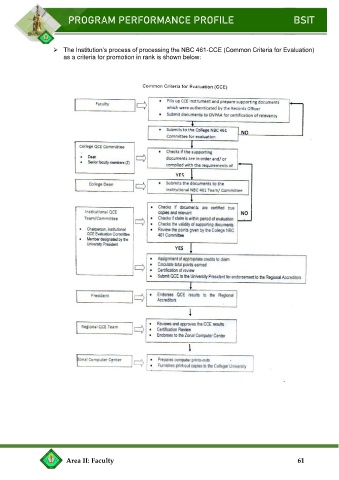 PROGRAM PERFORMANCE PROFILE BSIT
➢ The Institution's process of processing the NBC 461-CCE (Common Criteria for Evaluation)
as a criteria for promotion in rank is shown below:
Common Criteria for Evaluation (CCE)
Faculty
• Fills up CCE Instrument and prepare supporting documents
which were authenticated by the Records Officer
• Submit documents to OVPAA for certification of relevancy
• Submits to the College NBC 461
Committee for evaluation
NO
College QCE Committee
• Dean
• Senior faculty members (2)
• Checks if the supporting
documents are in order and/ or
complied with the requirements of
YES
College Dean
• Submits the documents to the
Institutional NBC 461 Team/ Committee
Institutional QCE
Team/Committee
• Chairperson, Institutional
QCE Evaluation Committee
• Member designated by the
University President
• Checks if documents are certified true
copies and relevant
• Checks if date is within period of evaluation
• Checks the validity of supporting documents
• Review the points given by the College NBC
461 Committee
NO
YES
• Assignment of appropriate credits to claim
• Calculate total points earned
• Certification of review
• Submit QCE to the University President for endorsement to the Regional Accreditors
President
• Endorses QCE results to the Regional
Accreditors
Regional QCE Team
• Reviews and approves the CCE results
• Certification Review
• Endorses to the Zonal Computer Center
Zonal Computer Center
• Prepares computer prints-outs
• Furnishes print-out copies to the College/ University
Area II: Faculty 61